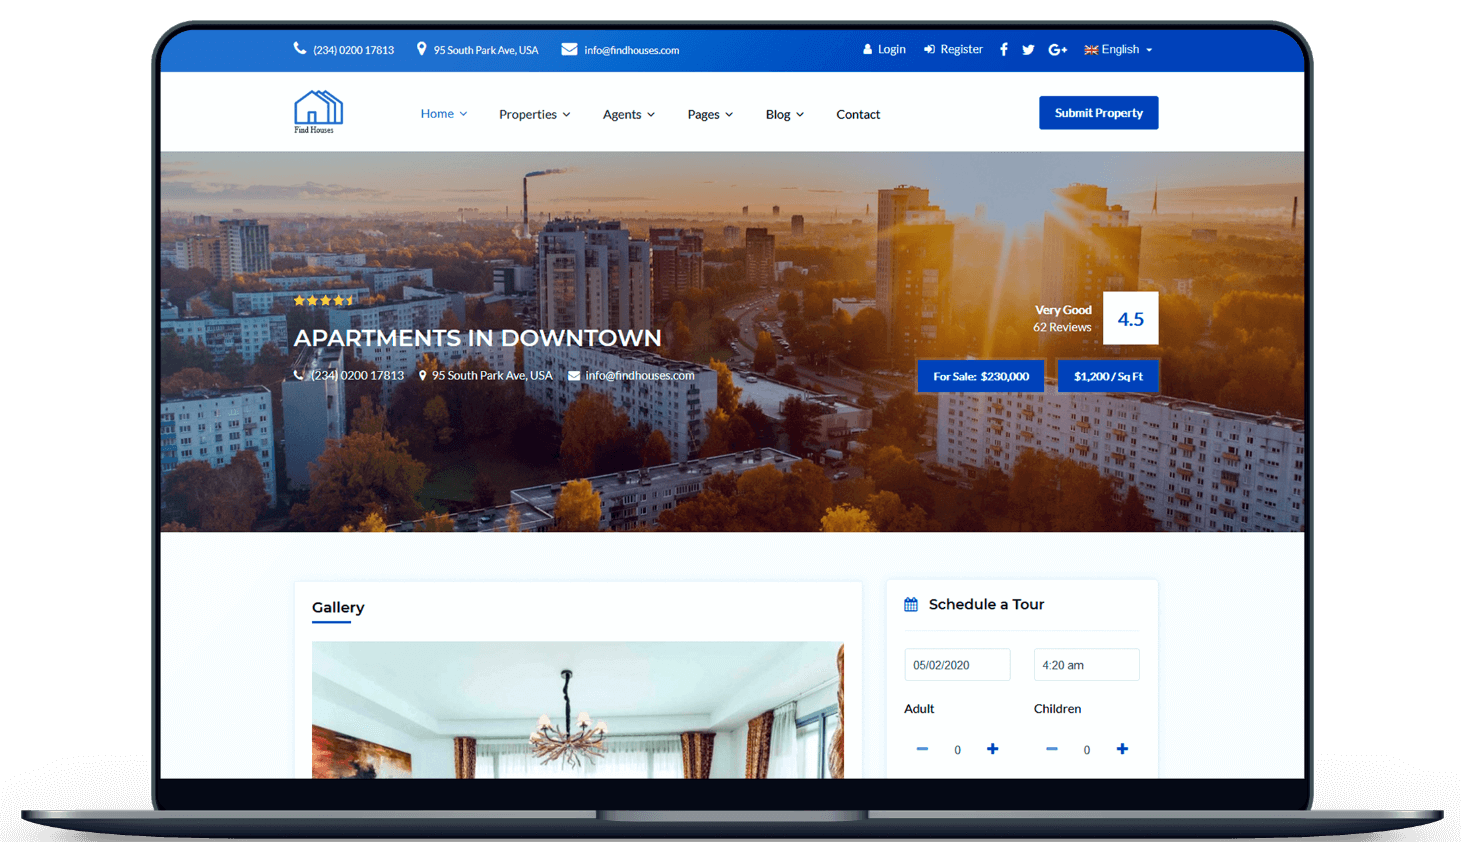 (234) 0200 17813 95 South Park Ave, USA info@findhouses.com Login Register English
Find Houses
Home Properties Agents Pages Blog Contact Submit Property
Very Good
62 Reviews
4.5
APARTMENTS IN DOWNTOWN
(234) 0200 17813 95 South Park Ave, USA info@findhouses.com
For Sale: $230,000 $1,200 / Sq Ft
Gallery
Schedule a Tour
05/02/2020 4:20 am
Adult Children
0 0